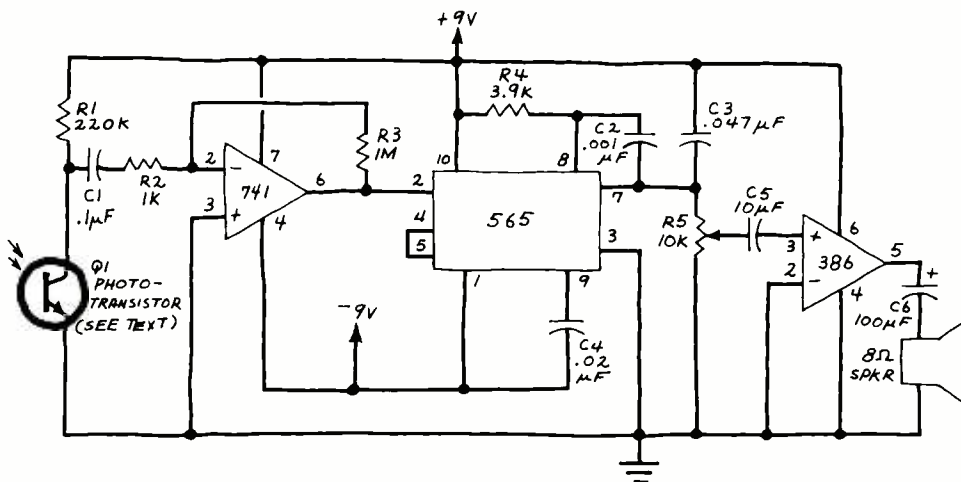 +9V
R1
220K
C1
.1µF
R2
1K
R3
1M
2
3
7
6
4
741
Q1
PHOTO-
TRANSISTOR
(SEE TEXT)
-9V
R4
3.9K
10
8
2
4
5
7
3
1
9
565
C2
.001
µF
C3
.047µF
C4
.02
µF
R5
10K
C5
10µF
3
2
6
5
4
386
+
C6
100µF
8Ω
SPKR